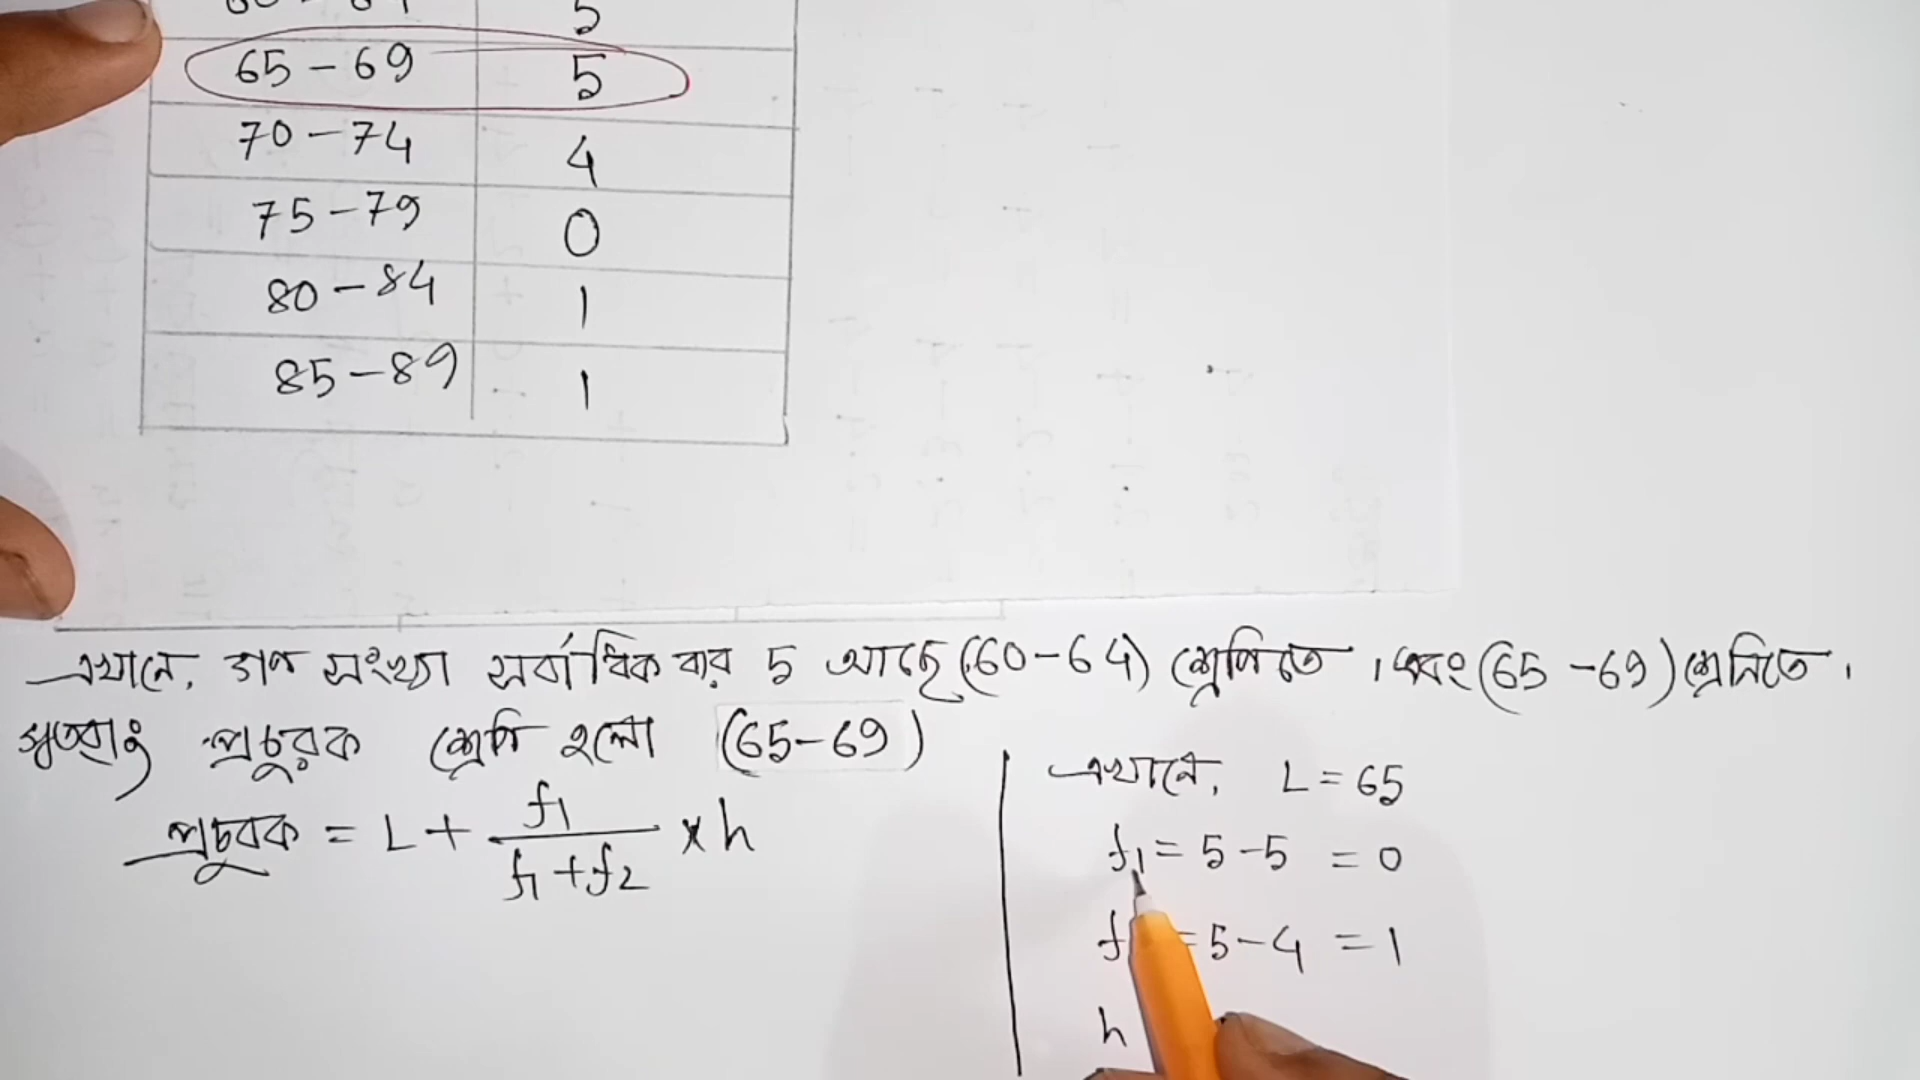 5
65-69 5
70-74 4
75-79 0
80-84 1
85-89 1
এখানে, গণ সংখ্যা সর্বাধিক বার 5 আছে (60-64) শ্রেণিতে । এবং (65-69) শ্রেনিতে ।
সুতরাং প্রচুরক শ্রেণি হলো (65-69)
প্রচুরক = L + f1/(f1+f2) × h
এখানে, L = 65
f1 = 5-5 = 0
f = 5-4 = 1
h